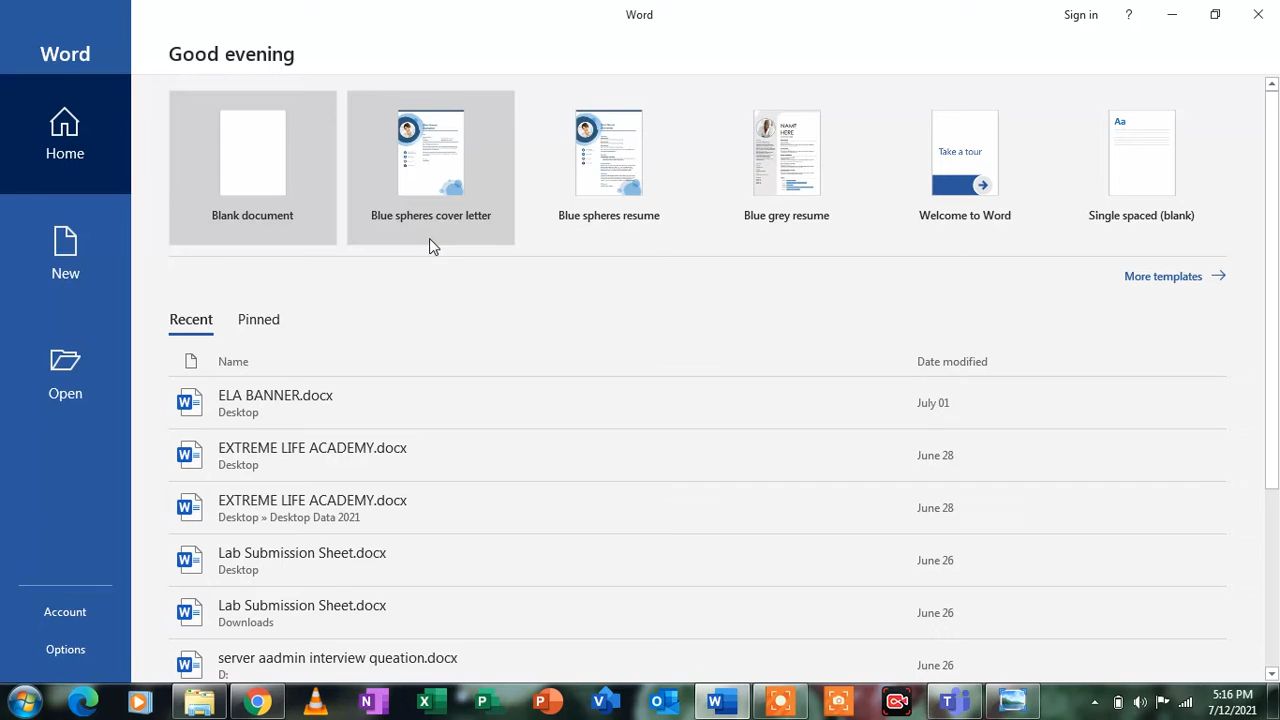 Word
Sign in
?
Word
Good evening
Home
New
Open
Account
Options
Blank document
Blue spheres cover letter
Blue spheres resume
NAME
HERE
Blue grey resume
Take a tour
Welcome to Word
Aa
Single spaced (blank)
More templates
Recent
Pinned
Name
Date modified
ELA BANNER.docx
Desktop
July 01
EXTREME LIFE ACADEMY.docx
Desktop
June 28
EXTREME LIFE ACADEMY.docx
Desktop » Desktop Data 2021
June 28
Lab Submission Sheet.docx
Desktop
June 26
Lab Submission Sheet.docx
Downloads
June 26
server aadmin interview queation.docx
D:
June 26
5:16 PM
7/12/2021